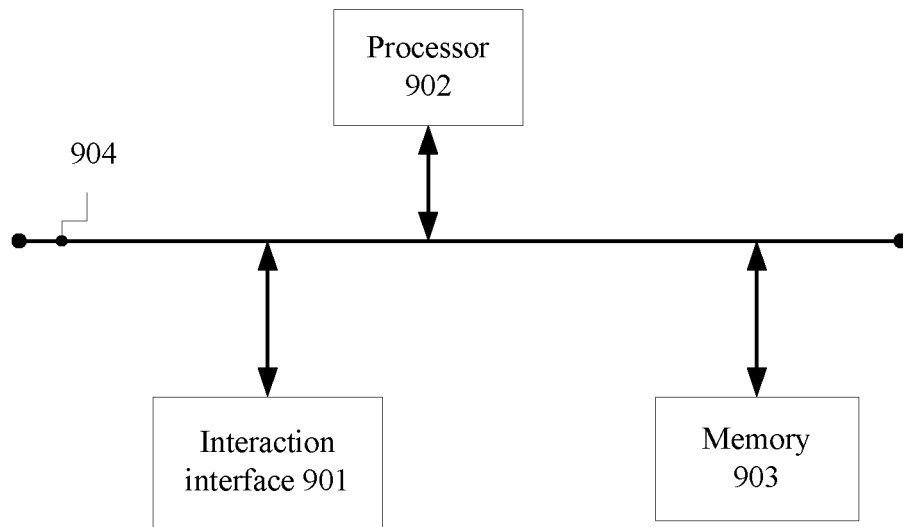 Processor
902
904
Interaction
interface 901
Memory
903